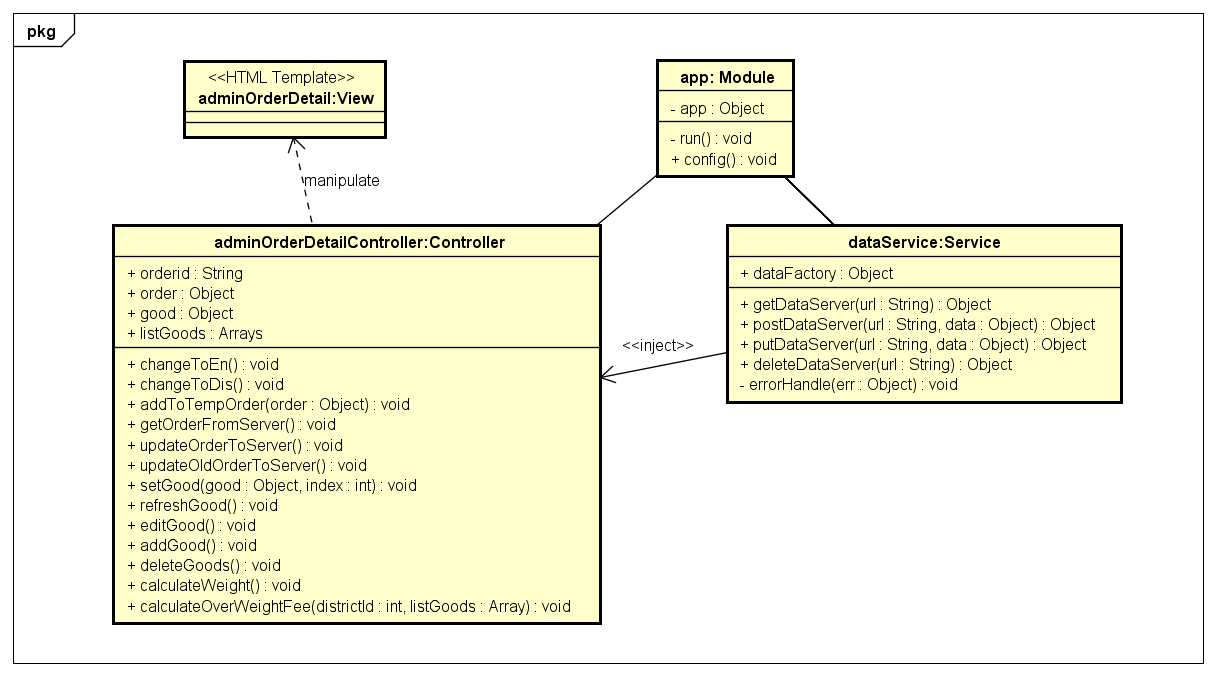 pkg
<<HTML Template>>
adminOrderDetail:View
app: Module
- app : Object
- run() : void
+ config() : void
manipulate
adminOrderDetailController:Controller
+ orderid : String
+ order : Object
+ good : Object
+ listGoods : Arrays
+ changeToEn() : void
+ changeToDis() : void
+ addToTempOrder(order : Object) : void
+ getOrderFromServer() : void
+ updateOrderToServer() : void
+ updateOldOrderToServer() : void
+ setGood(good : Object, index : int) : void
+ refreshGood() : void
+ editGood() : void
+ addGood() : void
+ deleteGoods() : void
+ calculateWeight() : void
+ calculateOverWeightFee(districtId : int, listGoods : Array) : void
<<inject>>
dataService:Service
+ dataFactory : Object
+ getDataServer(url : String) : Object
+ postDataServer(url : String, data : Object) : Object
+ putDataServer(url : String, data : Object) : Object
+ deleteDataServer(url : String) : Object
- errorHandle(err : Object) : void